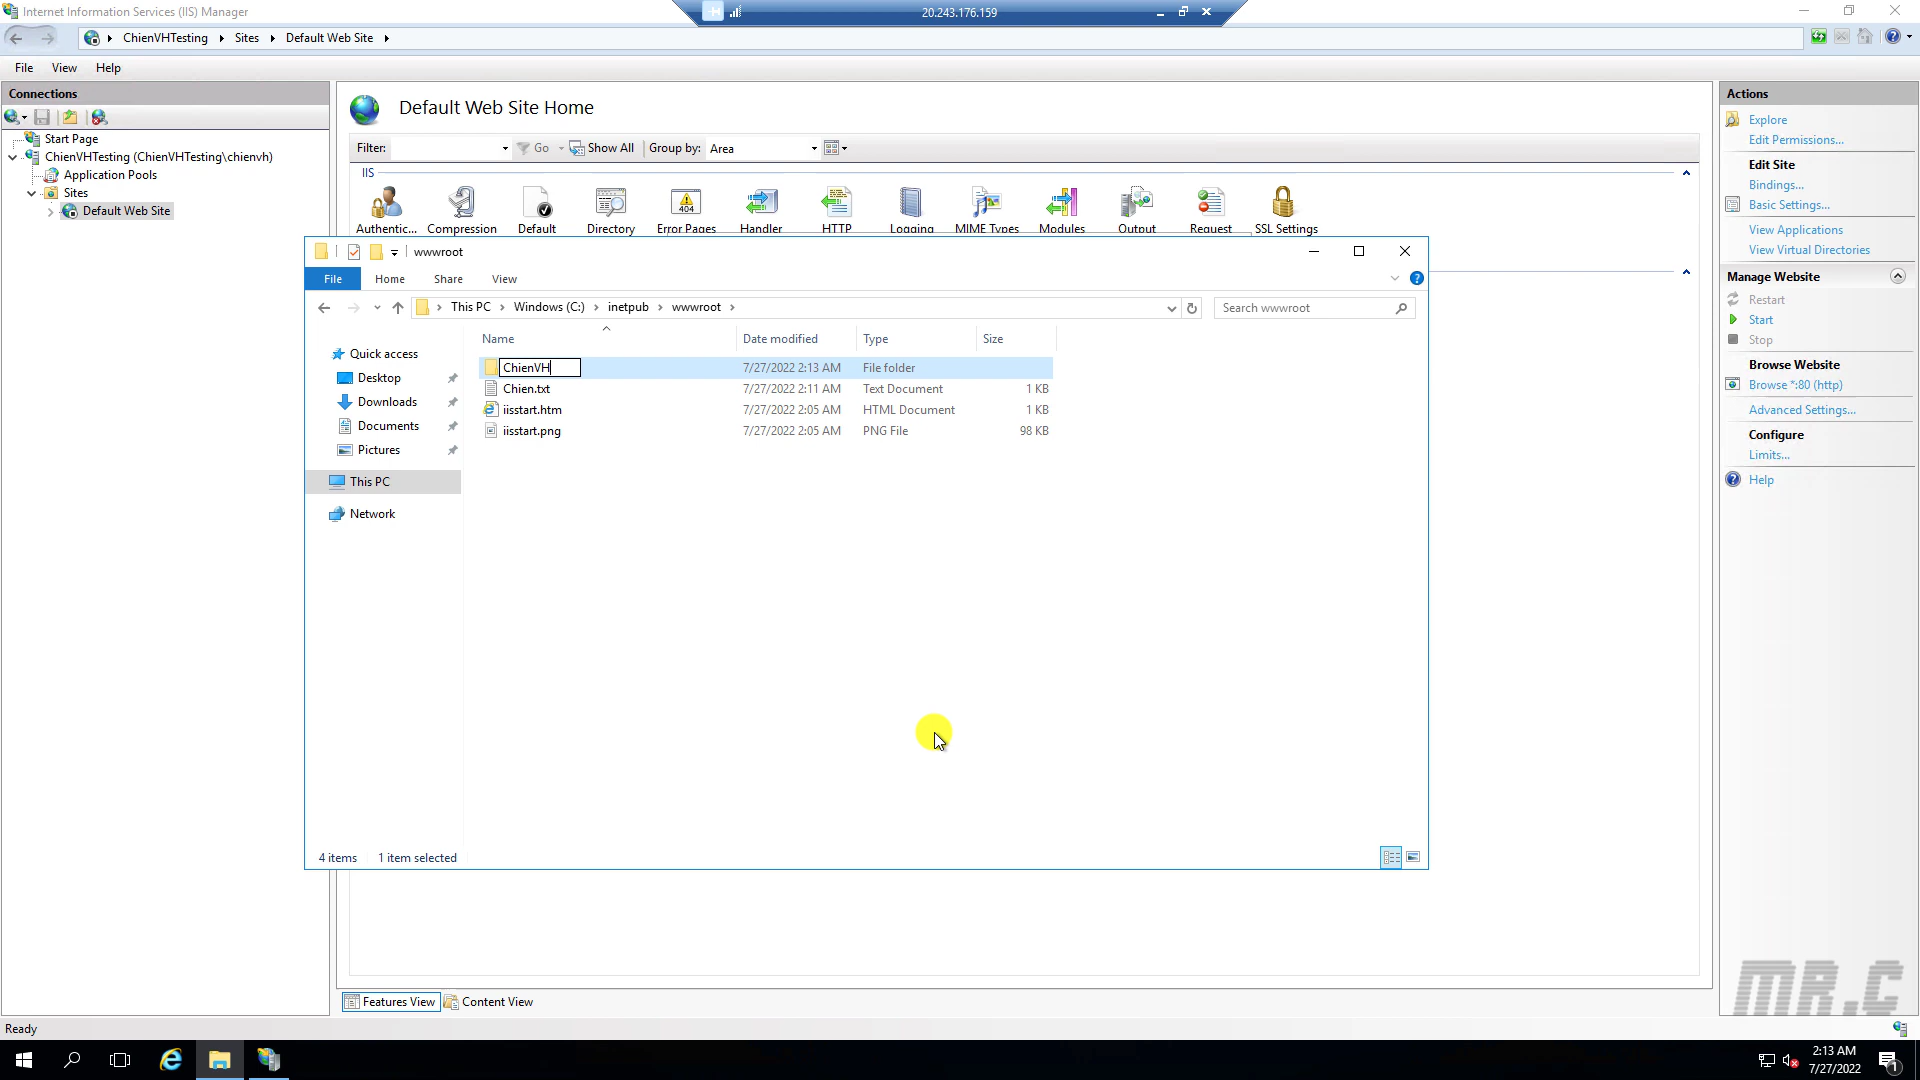 Internet Information Services (IIS) Manager
20.243.176.159
ChienVHTesting Sites Default Web Site
File View Help
Connections
Start Page
ChienVHTesting (ChienVHTesting\chienvh)
Application Pools
Sites
Default Web Site
Default Web Site Home
Filter: Go Show All Group by: Area
IIS
Authentic... Compression Default Directory Error Pages Handler HTTP Logging MIME Types Modules Output Request SSL Settings
404
wwwroot
File Home Share View
This PC Windows (C:) inetpub wwwroot
Search wwwroot
Quick access
Desktop
Downloads
Documents
Pictures
This PC
Network
Name Date modified Type Size
ChienVH 7/27/2022 2:13 AM File folder
Chien.txt 7/27/2022 2:11 AM Text Document 1 KB
iisstart.htm 7/27/2022 2:05 AM HTML Document 1 KB
iisstart.png 7/27/2022 2:05 AM PNG File 98 KB
4 items 1 item selected
Features View Content View
Actions
Explore
Edit Permissions...
Edit Site
Bindings...
Basic Settings...
View Applications
View Virtual Directories
Manage Website
Restart
Start
Stop
Browse Website
Browse *:80 (http)
Advanced Settings...
Configure
Limits...
Help
MR.C
Ready
2:13 AM
7/27/2022
1